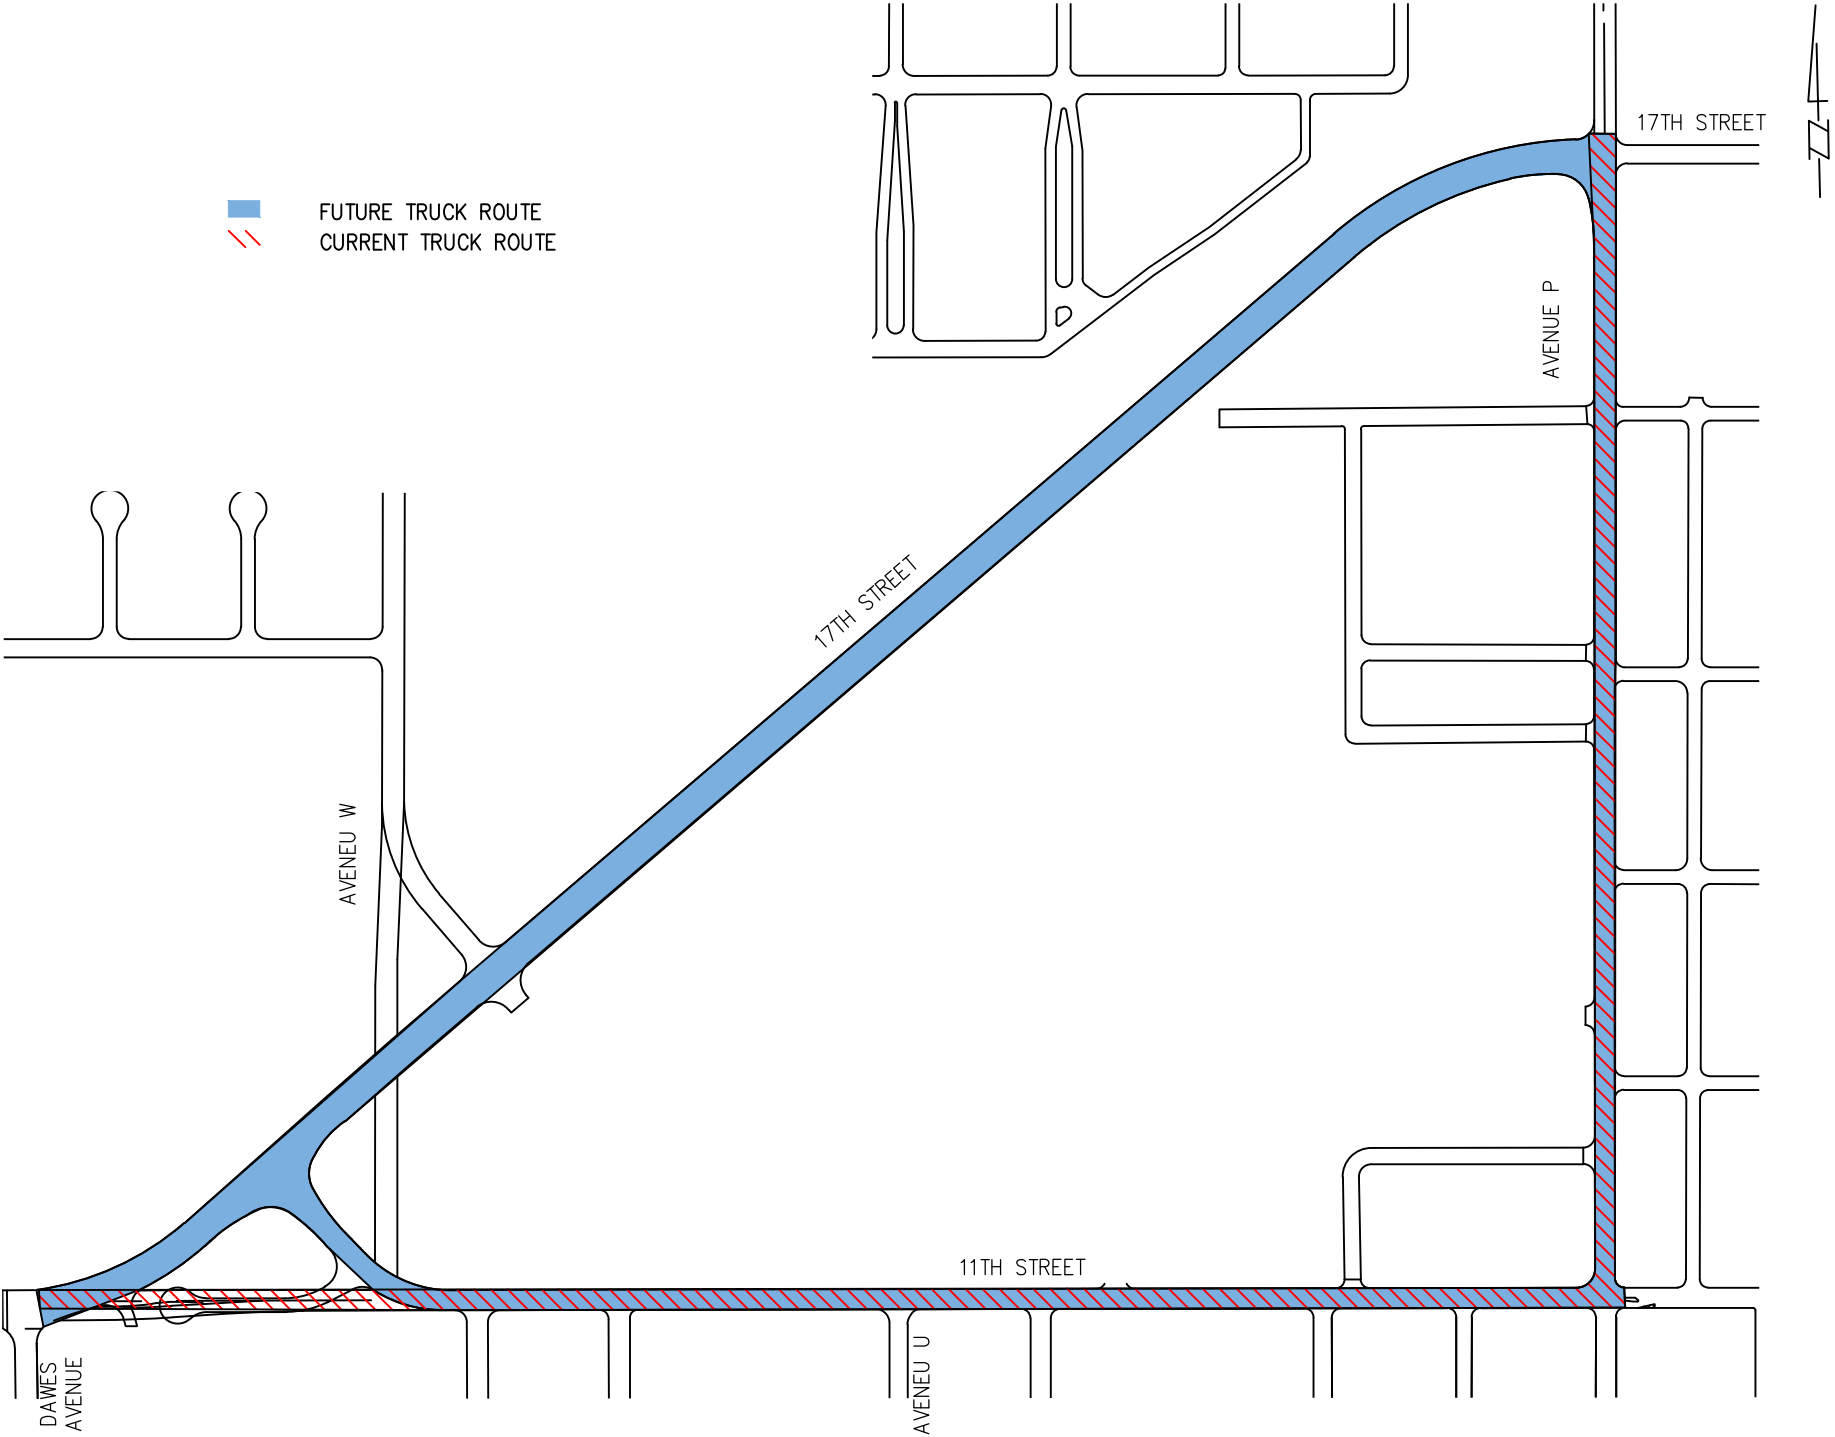 17TH STREET
FUTURE TRUCK ROUTE
CURRENT TRUCK ROUTE
AVENUE P
17TH STREET
AVENEU W
11TH STREET
DAWES
AVENUE
AVENEU U